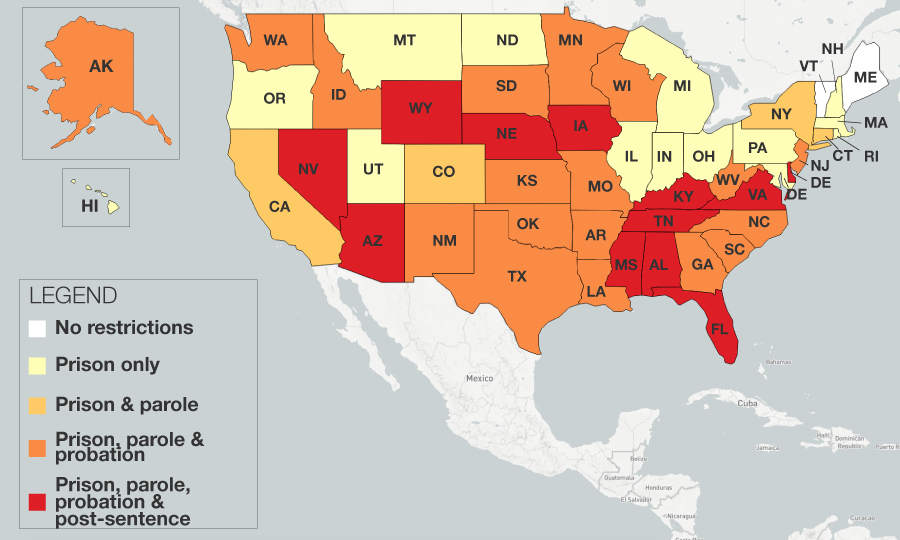 AK
HI
WA
MT
ND
MN
OR
ID
WY
SD
WI
MI
NV
UT
CO
NE
IA
IL
IN
OH
PA
NY
VT
NH
ME
MA
CT
RI
NJ
DE
DE
CA
AZ
NM
KS
OK
TX
MO
AR
LA
KY
WV
VA
TN
NC
SC
MS
AL
GA
FL
LEGEND
No restrictions
Prison only
Prison & parole
Prison, parole &
probation
Prison, parole,
probation &
post-sentence
Mexico
Bahamas
Cuba
Jamaica
Haiti
Dominican
Republic
Puerto R
Belize
Guatemala
Honduras
El Salvador
Nicaragua
Curacao